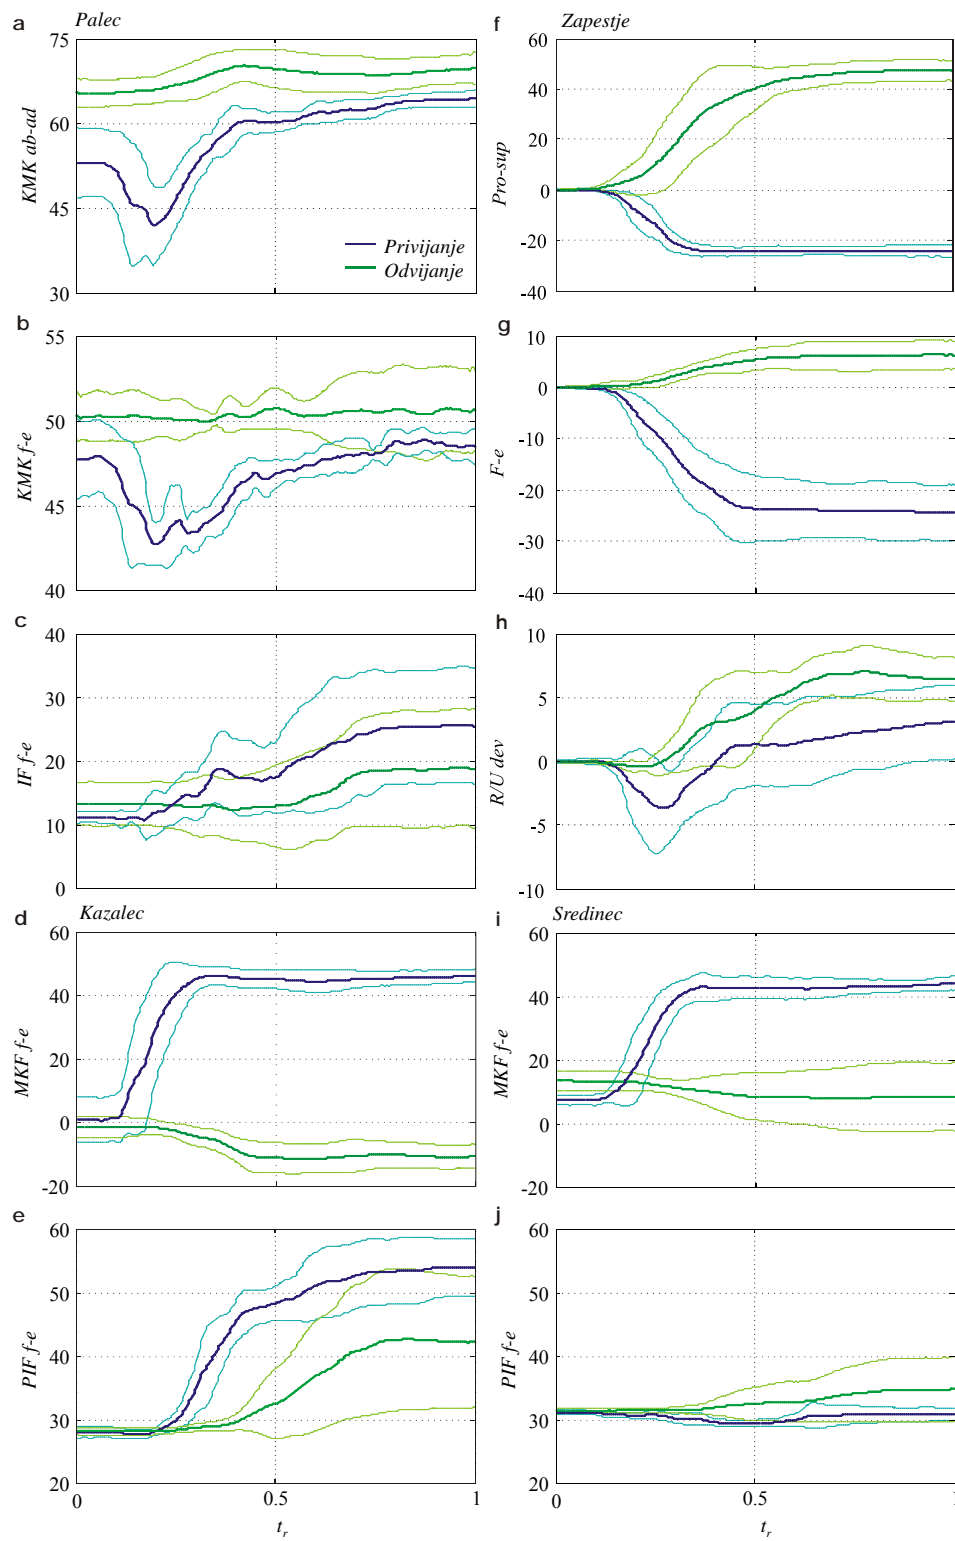 a Palec
75
60
45
30
KMK ab-ad
Privijanje
Odvijanje
b
55
50
45
40
KMK f-e
c
40
30
20
10
0
IF f-e
d Kazalec
60
40
20
0
-20
MKF f-e
e
60
50
40
30
20
PIF f-e
0 0.5 1
t_r
f Zapestje
60
40
20
0
-20
-40
Pro-sup
g
10
0
-10
-20
-30
-40
F-e
h
10
5
0
-5
-10
R/U dev
i Sredinec
60
40
20
0
-20
MKF f-e
j
60
50
40
30
20
PIF f-e
0 0.5 1
t_r